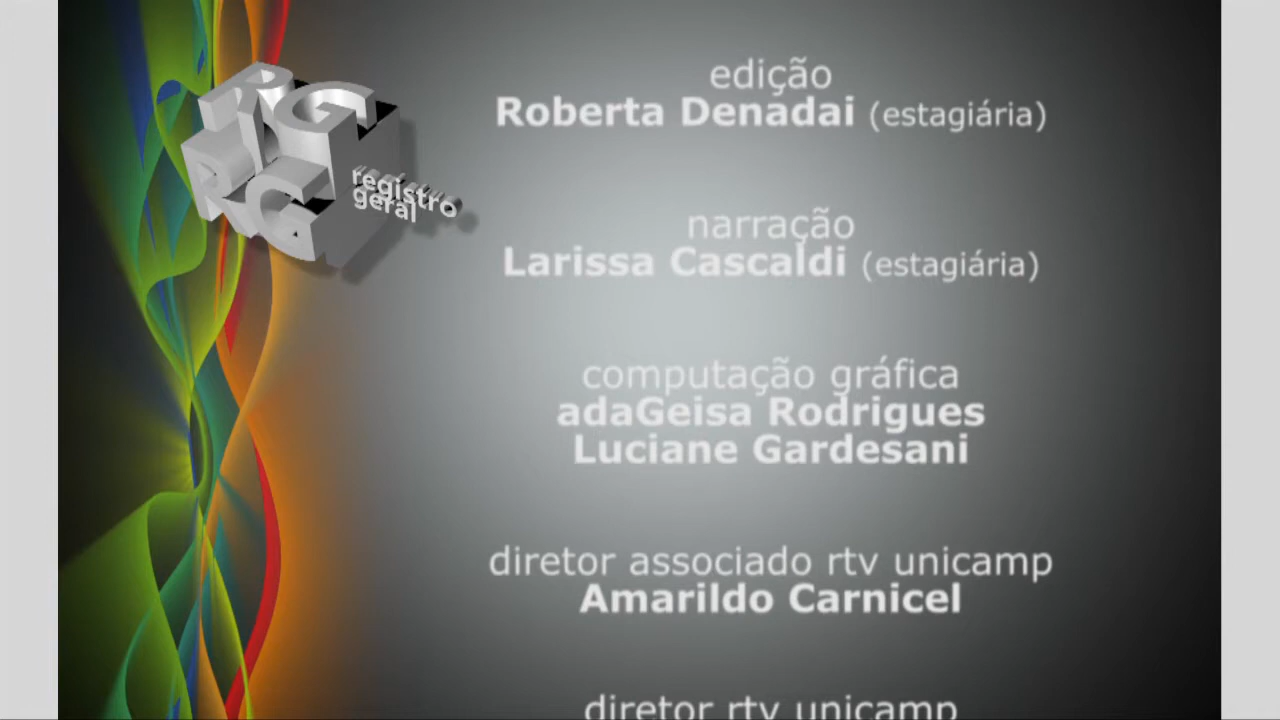 RG
RG
registro
geral
edição
Roberta Denadai (estagiária)
narração
Larissa Cascaldi (estagiária)
computação gráfica
adaGeisa Rodrigues
Luciane Gardesani
diretor associado rtv unicamp
Amarildo Carnicel
diretor rtv unicamp